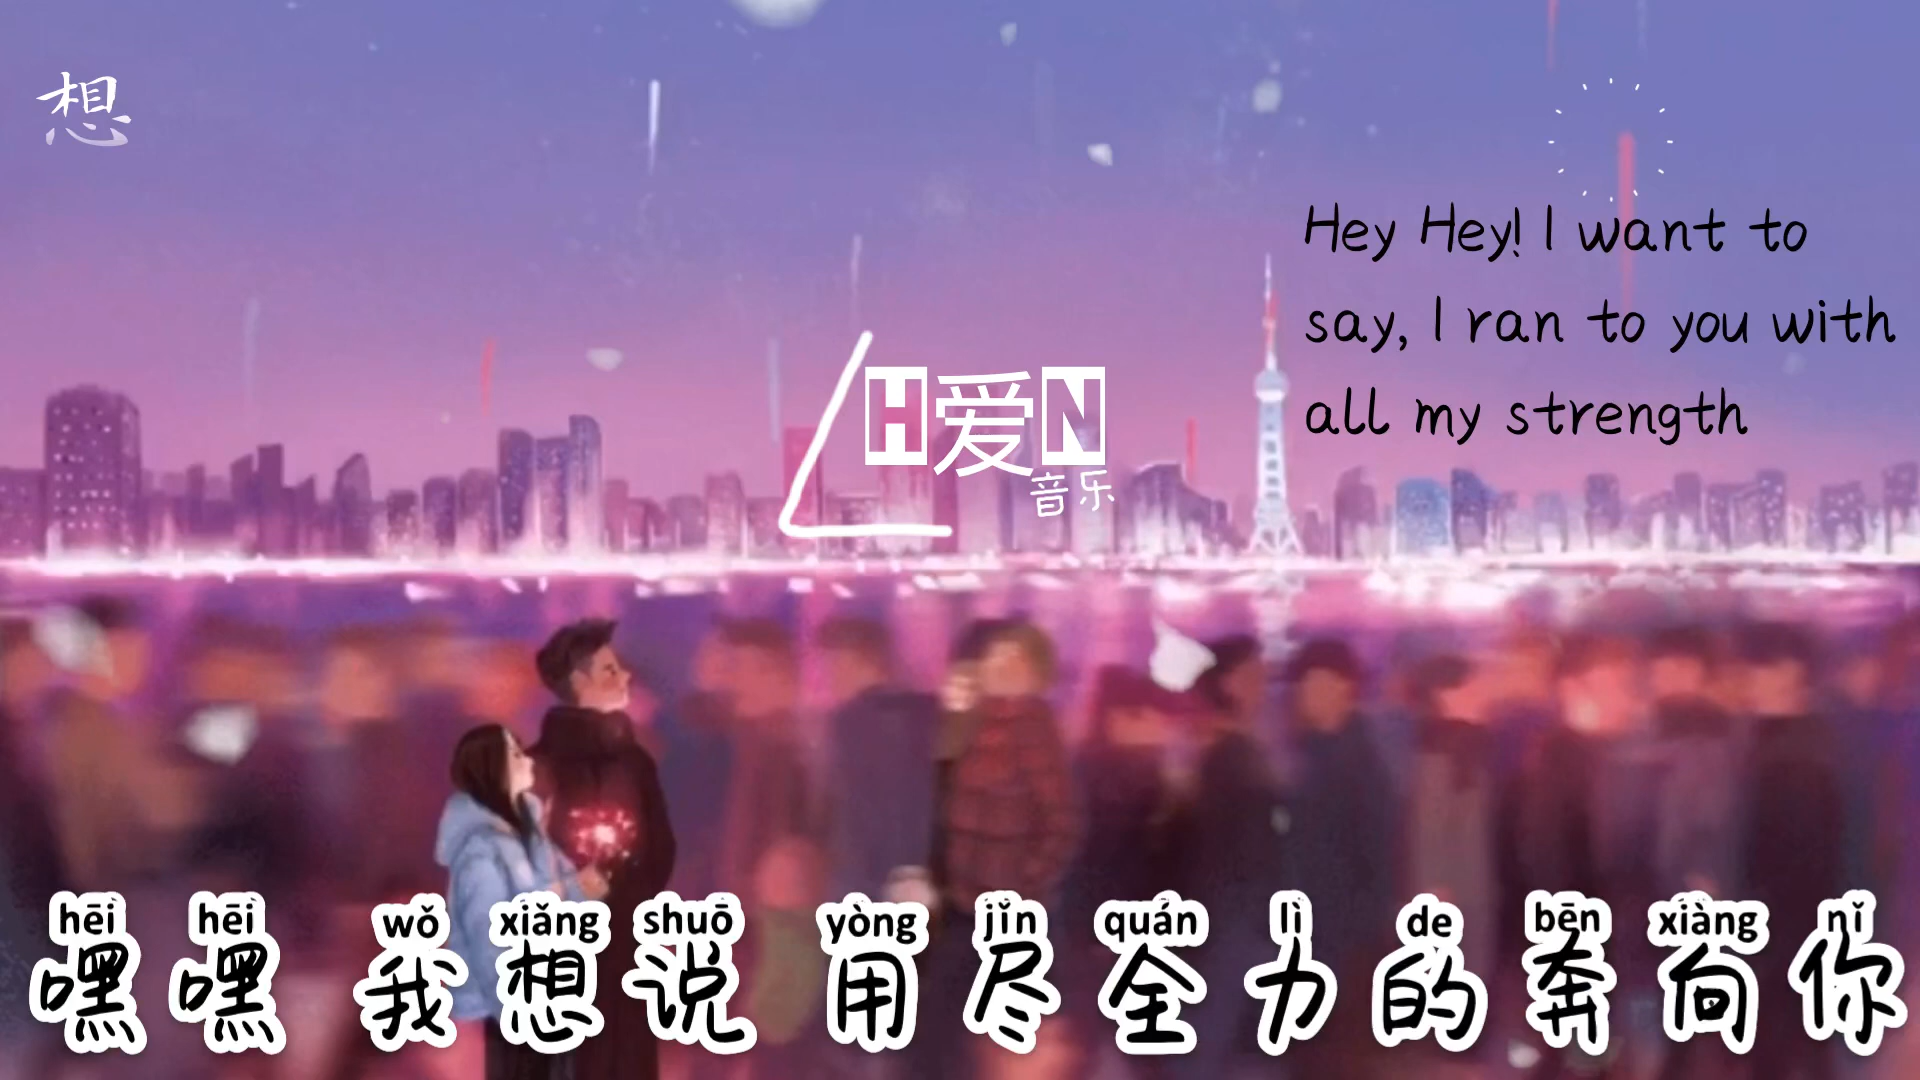 想
Hey Hey! I want to
say, I ran to you with
all my strength
H爱N
音乐
hēi hēi wǒ xiǎng shuō yòng jǐn quán lì de bēn xiàng nǐ
嘿嘿 我想说 用尽全力的奔向你